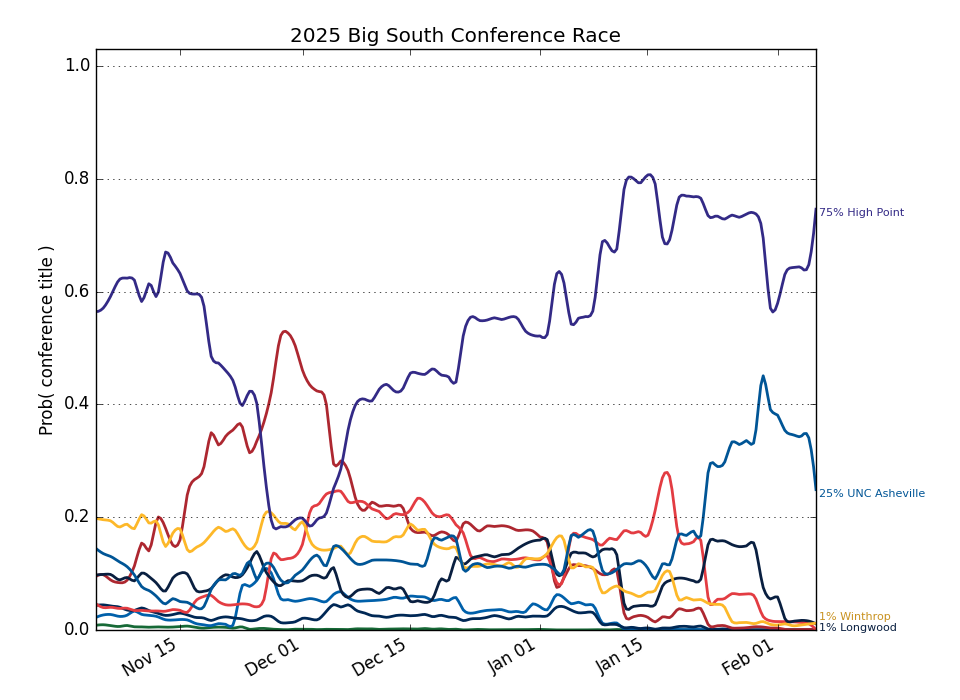 2025 Big South Conference Race
1.0
0.8
0.6
0.4
0.2
0.0
Prob( conference title )
75% High Point
25% UNC Asheville
1% Winthrop
1% Longwood
Nov 15
Dec 01
Dec 15
Jan 01
Jan 15
Feb 01